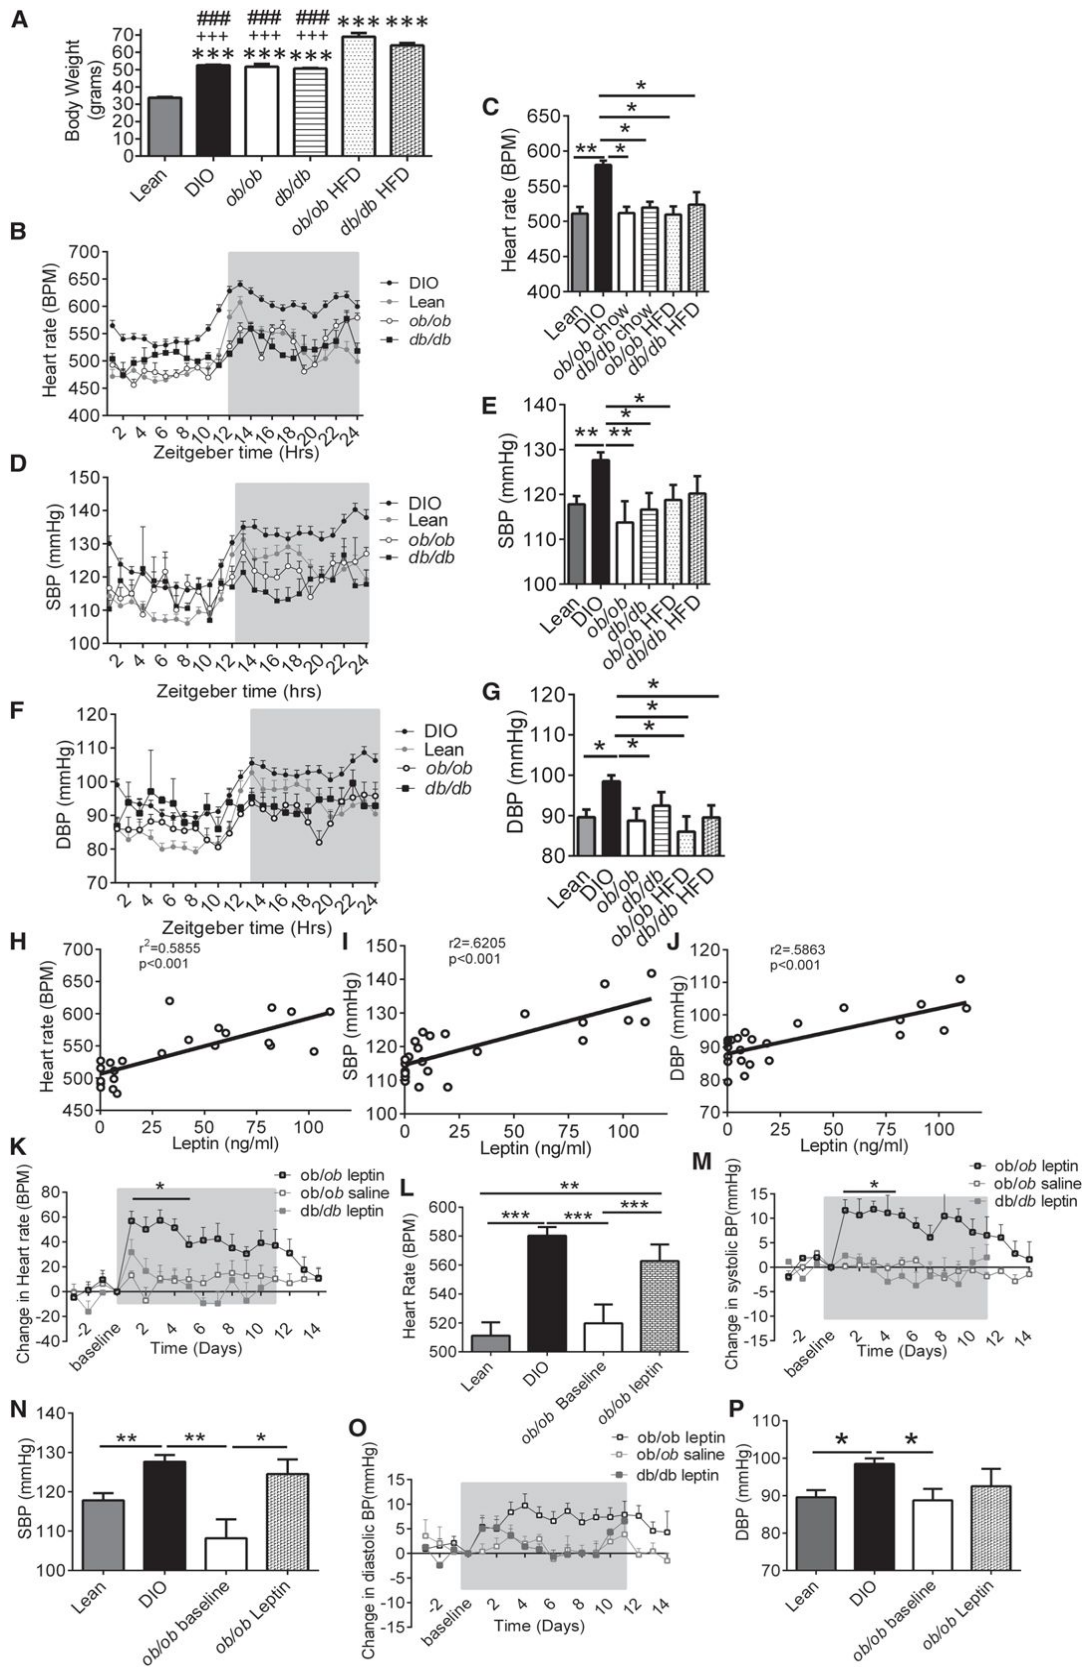 A
### ### ### *** ***
+++ +++ +++
*** *** ***
Body Weight
(grams)
70
60
50
40
30
20
10
0
Lean
DIO
ob/ob
db/db
ob/ob HFD
db/db HFD
C
*
*
*
** *
Heart rate (BPM)
650
600
550
500
450
400
Lean
DIO
ob/ob chow
db/db chow
ob/ob HFD
db/db HFD
B
Heart rate (BPM)
700
650
600
550
500
450
400
2 4 6 8 10 12 14 16 18 20 22 24
Zeitgeber time (Hrs)
DIO
Lean
ob/ob
db/db
E
*
*
** **
SBP (mmHg)
140
130
120
110
100
Lean
DIO
ob/ob
db/db
ob/ob HFD
db/db HFD
D
SBP (mmHg)
150
140
130
120
110
100
2 4 6 8 10 12 14 16 18 20 22 24
Zeitgeber time (hrs)
DIO
Lean
ob/ob
db/db
F
DBP (mmHg)
120
110
100
90
80
70
2 4 6 8 10 12 14 16 18 20 22 24
Zeitgeber time (Hrs)
DIO
Lean
ob/ob
db/db
G
*
*
*
* *
DBP (mmHg)
120
110
100
90
80
Lean
DIO
ob/ob
db/db
ob/ob HFD
db/db HFD
H
r²=0.5855
p<0.001
Heart rate (BPM)
700
650
600
550
500
450
0 25 50 75 100
Leptin (ng/ml)
I
r2=.6205
p<0.001
SBP (mmHg)
150
140
130
120
110
100
0 25 50 75 100
Leptin (ng/ml)
J
r2=.5863
p<0.001
DBP (mmHg)
120
110
100
90
80
70
0 25 50 75 100
Leptin (ng/ml)
K
ob/ob leptin
ob/ob saline
db/db leptin
*
Change in Heart rate (BPM)
80
60
40
20
0
-20
-40
-2 baseline 2 4 6 8 10 12 14
Time (Days)
L
**
*** *** ***
Heart Rate (BPM)
600
580
560
540
520
500
Lean
DIO
ob/ob Baseline
ob/ob leptin
M
ob/ob leptin
ob/ob saline
db/db leptin
*
Change in systolic BP(mmHg)
15
10
5
0
-5
-10
-15
-2 baseline 2 4 6 8 10 12 14
Time (Days)
N
** ** *
SBP (mmHg)
140
130
120
110
100
Lean
DIO
ob/ob baseline
ob/ob Leptin
O
ob/ob leptin
ob/ob saline
db/db leptin
Change in diastolic BP(mmHg)
15
10
5
0
-5
-10
-15
-2 baseline 2 4 6 8 10 12 14
Time (Days)
P
* *
DBP (mmHg)
110
100
90
80
70
Lean
DIO
ob/ob baseline
ob/ob Leptin